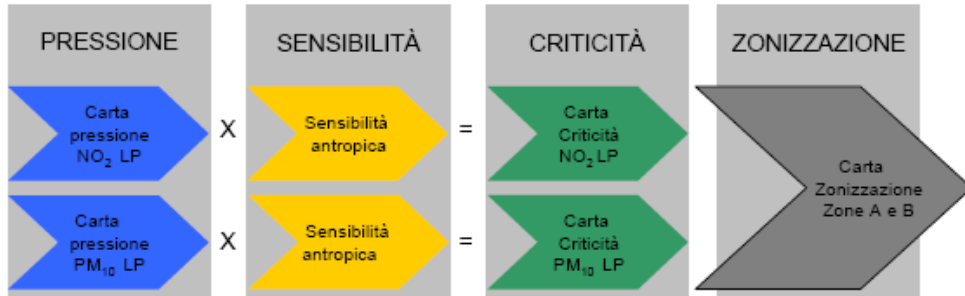 PRESSIONE
SENSIBILITÀ
CRITICITÀ
ZONIZZAZIONE
Carta
pressione
NO₂ LP
X
Sensibilità
antropica
=
Carta
Criticità
NO₂ LP
Carta
pressione
PM₁₀ LP
X
Sensibilità
antropica
=
Carta
Criticità
PM₁₀ LP
Carta
Zonizzazione
Zone A e B